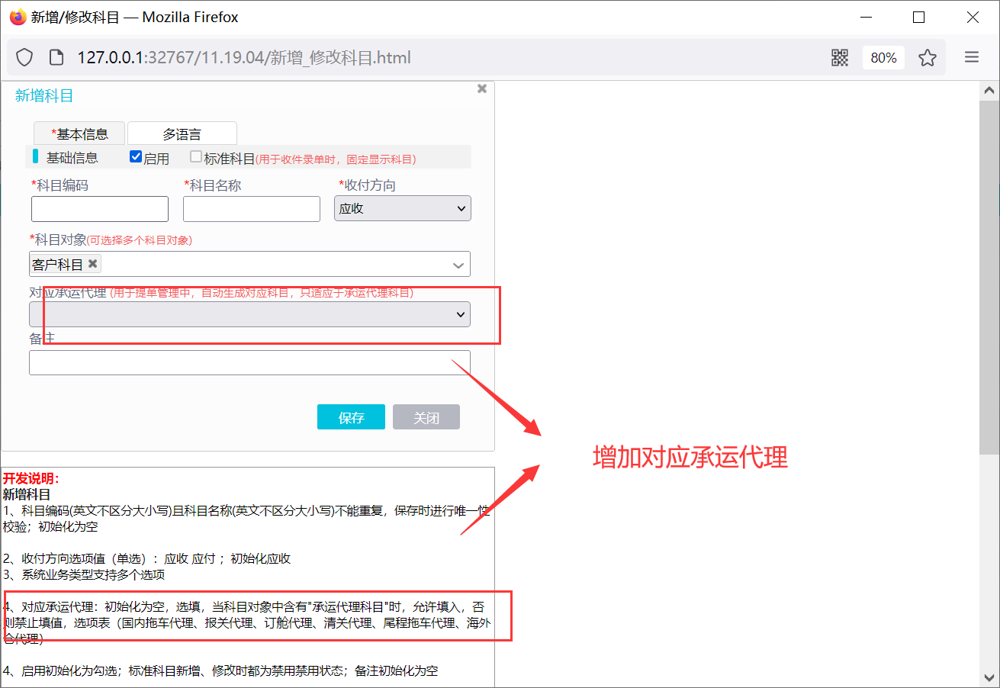 新增/修改科目 — Mozilla Firefox
127.0.0.1:32767/11.19.04/新增_修改科目.html
80%
新增科目
*基本信息 多语言
基础信息 启用 标准科目(用于收件录单时，固定显示科目)
*科目编码 *科目名称 *收付方向
应收
*科目对象(可选择多个科目对象)
客户科目
对应承运代理 (用于提单管理中，自动生成对应科目，只适应于承运代理科目)
备注
保存 关闭
增加对应承运代理
开发说明：
新增科目
1、科目编码(英文不区分大小写)且科目名称(英文不区分大小写)不能重复，保存时进行唯一性
校验；初始化为空
2、收付方向选项值（单选）：应收 应付 ；初始化应收
3、系统业务类型支持多个选项
4、对应承运代理：初始化为空，选填，当科目对象中含有"承运代理科目"时，允许填入，否
则禁止填值，选项表（国内拖车代理、报关代理、订舱代理、清关代理、尾程拖车代理、海外
仓代理）
4、启用初始化为勾选；标准科目新增、修改时都为禁用禁用状态；备注初始化为空